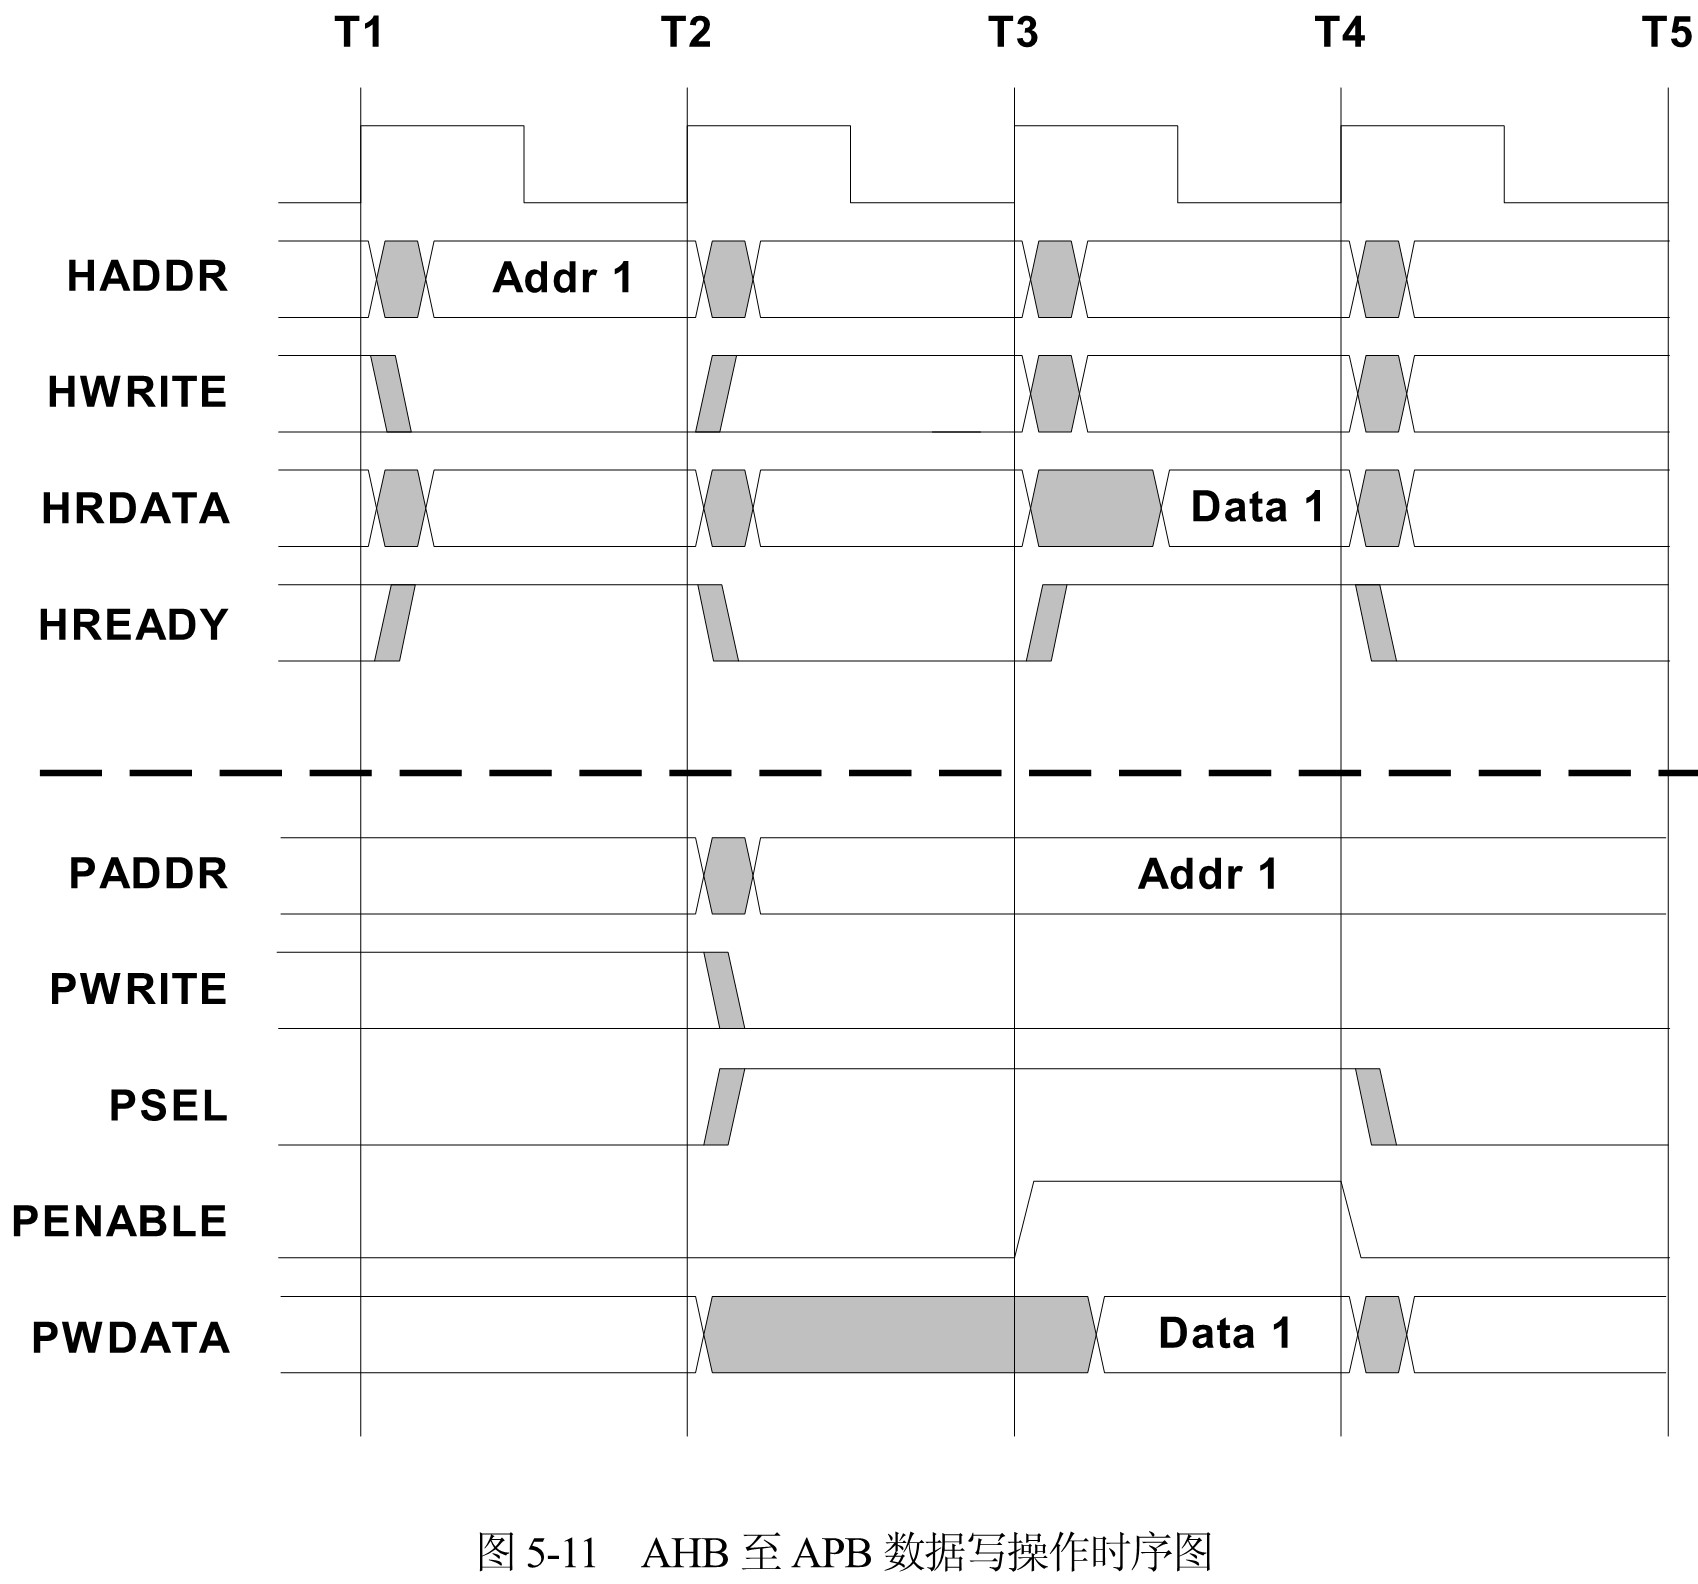 T1 T2 T3 T4 T5
HADDR Addr 1
HWRITE
HRDATA Data 1
HREADY
PADDR Addr 1
PWRITE
PSEL
PENABLE
PWDATA Data 1
图 5-11 AHB 至 APB 数据写操作时序图